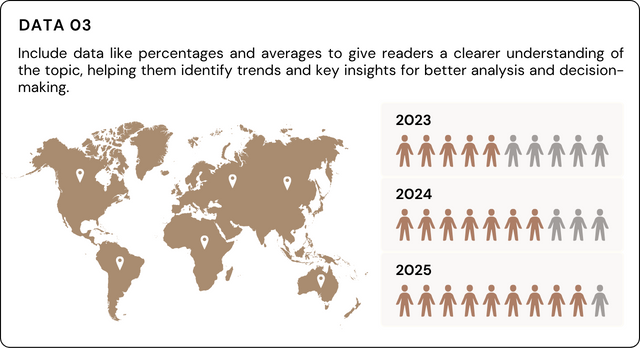 DATA 03
Include data like percentages and averages to give readers a clearer understanding of
the topic, helping them identify trends and key insights for better analysis and decision-
making.
2023
2024
2025